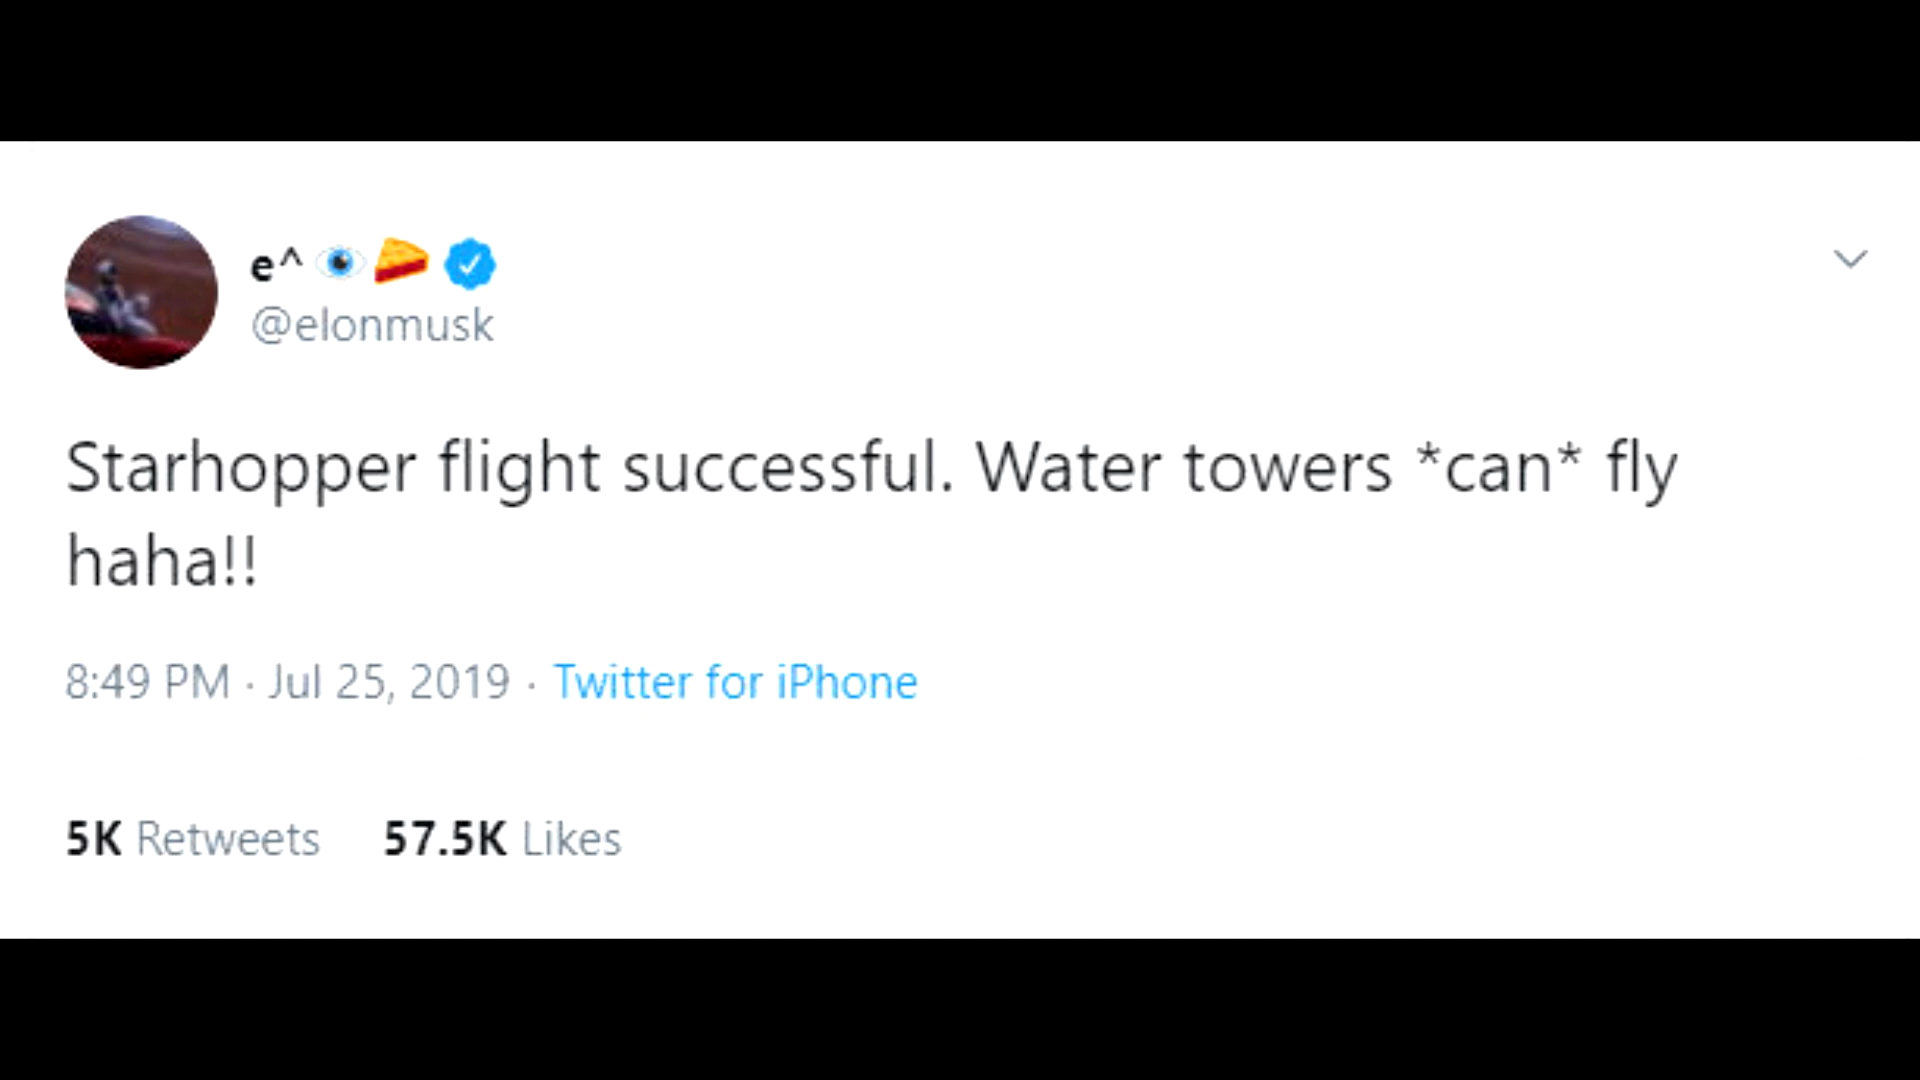 e^👁🍰
@elonmusk
Starhopper flight successful. Water towers *can* fly
haha!!
8:49 PM · Jul 25, 2019 · Twitter for iPhone
5K Retweets 57.5K Likes